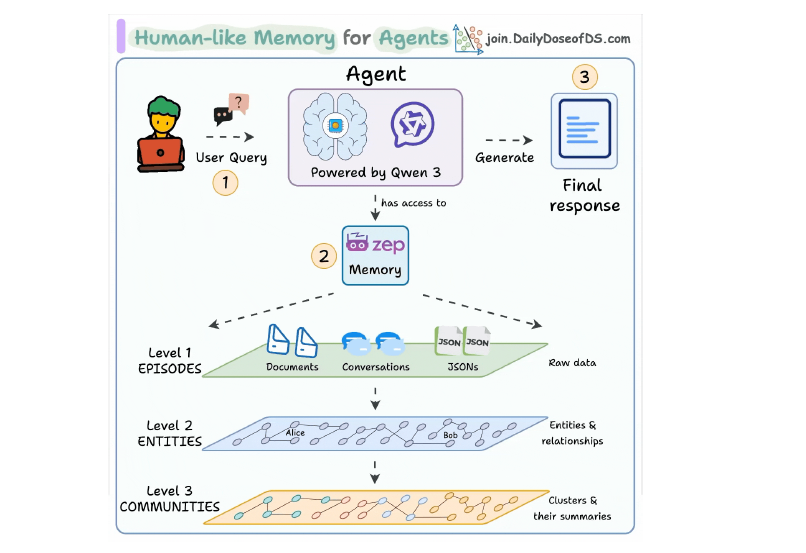 Human-like Memory for Agents
join.DailyDoseofDS.com
Agent
3
?
User Query
1
Powered by Qwen 3
Generate
Final
response
has access to
2
zep
Memory
Level 1
EPISODES
Documents
Conversations
JSON
JSON
JSONs
Raw data
Level 2
ENTITIES
Alice
Bob
Entities &
relationships
Level 3
COMMUNITIES
Clusters &
their summaries